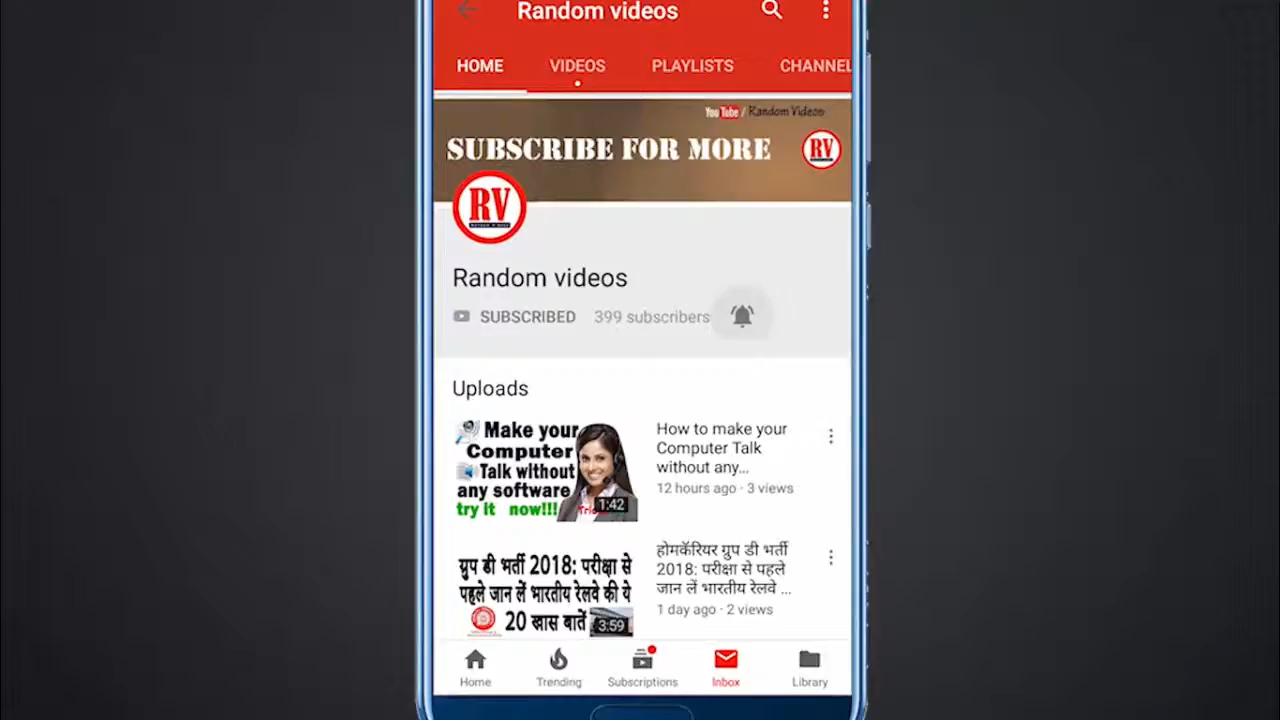 Random videos
HOME VIDEOS PLAYLISTS CHANNEL
YouTube / Random Videos
SUBSCRIBE FOR MORE
RV
RV
Random videos
SUBSCRIBED 399 subscribers
Uploads
Make your
Computer
Talk without
any software
try it now!!!
1:42
How to make your
Computer Talk
without any...
12 hours ago · 3 views
ग्रुप डी भर्ती 2018: परीक्षा से
पहले जान लें भारतीय रेलवे की ये
20 खास बातें
3:59
होमकॅरियर ग्रुप डी भर्ती
2018: परीक्षा से पहले
जान लें भारतीय रेलवे ...
1 day ago · 2 views
Home Trending Subscriptions Inbox Library